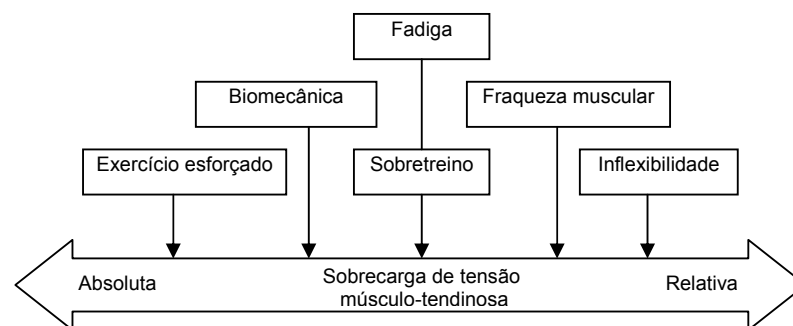 Fadiga
Biomecânica
Fraqueza muscular
Exercício esforçado
Sobretreino
Inflexibilidade
Absoluta
Sobrecarga de tensão
músculo-tendinosa
Relativa